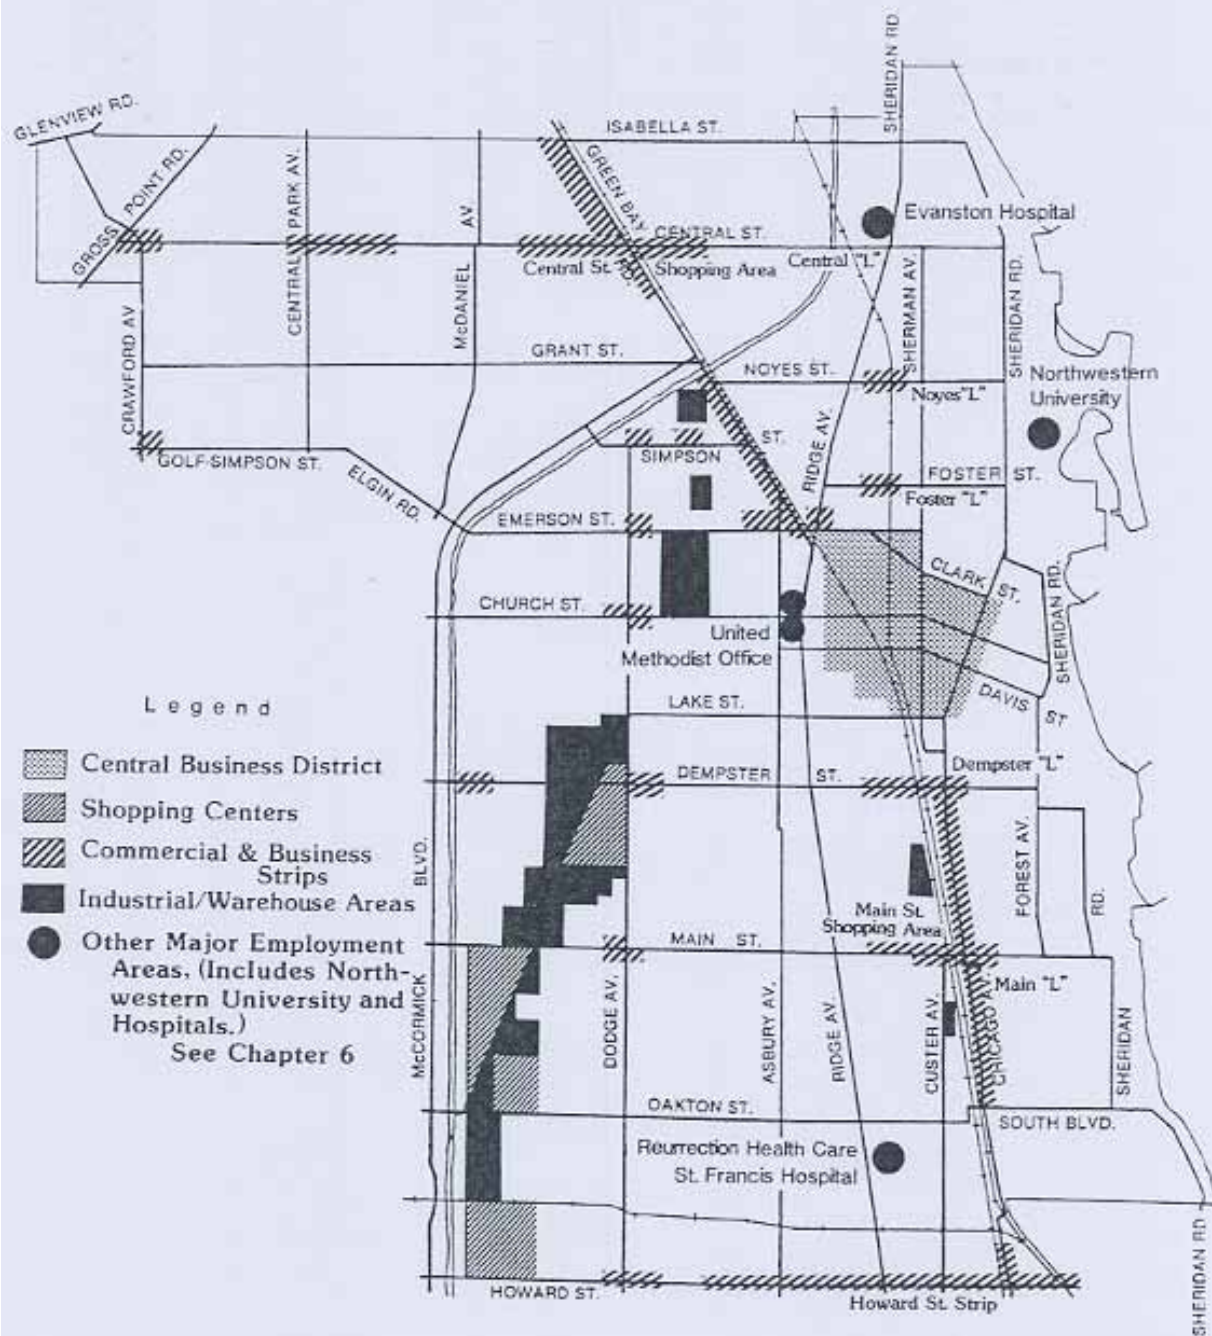 SHERIDAN RD.
GLENVIEW RD.
ISABELLA ST.
GROSS POINT RD.
CENTRAL PARK AV.
McDANIEL AV
GREEN BAY RD.
Evanston Hospital
CENTRAL ST.
Central St.
Shopping Area
Central "L"
CRAWFORD AV
SHERMAN AV.
SHERIDAN RD.
GRANT ST.
NOYES ST.
Noyes"L"
Northwestern
University
RIDGE AV.
SIMPSON ST.
GOLF-SIMPSON ST.
ELGIN RD.
FOSTER ST.
Foster "L"
EMERSON ST.
CLARK ST.
CHURCH ST.
United
Methodist Office
SHERIDAN RD.
DAVIS ST
LAKE ST.
Legend
Central Business District
Shopping Centers
Commercial & Business
Strips
Industrial/Warehouse Areas
Other Major Employment
Areas, (Includes North-
western University and
Hospitals.)
See Chapter 6
DEMPSTER ST.
Dempster "L"
McCORMICK BLVD.
FOREST AV.
Main St.
Shopping Area
MAIN ST.
Main "L"
DODGE AV.
ASBURY AV.
RIDGE AV.
CUSTER AV.
CHICAGO AV.
SHERIDAN RD.
OAKTON ST.
SOUTH BLVD.
Reurrection Health Care
St. Francis Hospital
HOWARD ST.
Howard St. Strip
SHERIDAN RD